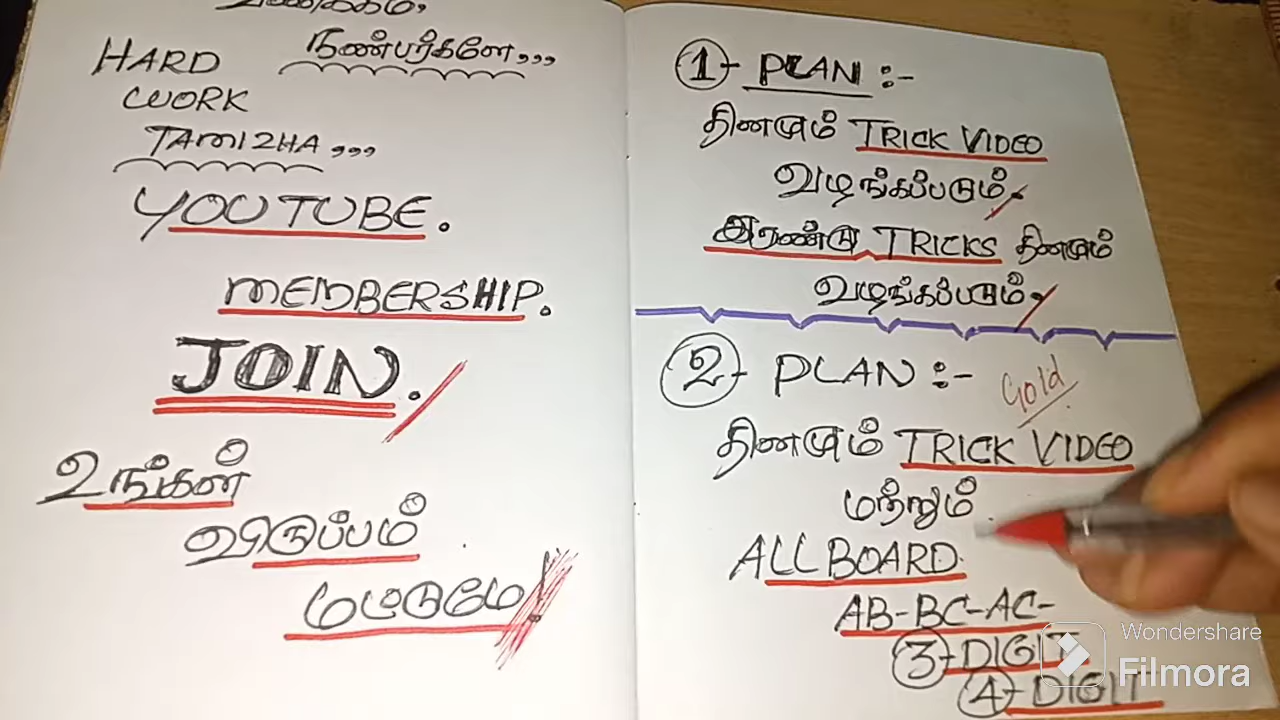 வணக்கம்,
நண்பர்களே,,,
HARD
WORK
TAMIZHA,,,
YOUTUBE.
MEMBERSHIP.
JOIN.
உங்கள்
விருப்பம்
மட்டுமே!
1- PLAN :-
தினமும் TRICK VIDEO
வழங்கப்படும்.
இரண்டு TRICKS தினமும்
வழங்கப்படும்.
2- PLAN :- Gold
தினமும் TRICK VIDEO
மற்றும்
ALL BOARD.
AB-BC-AC-
3-DIGIT
4-DIGIT
Wondershare
Filmora